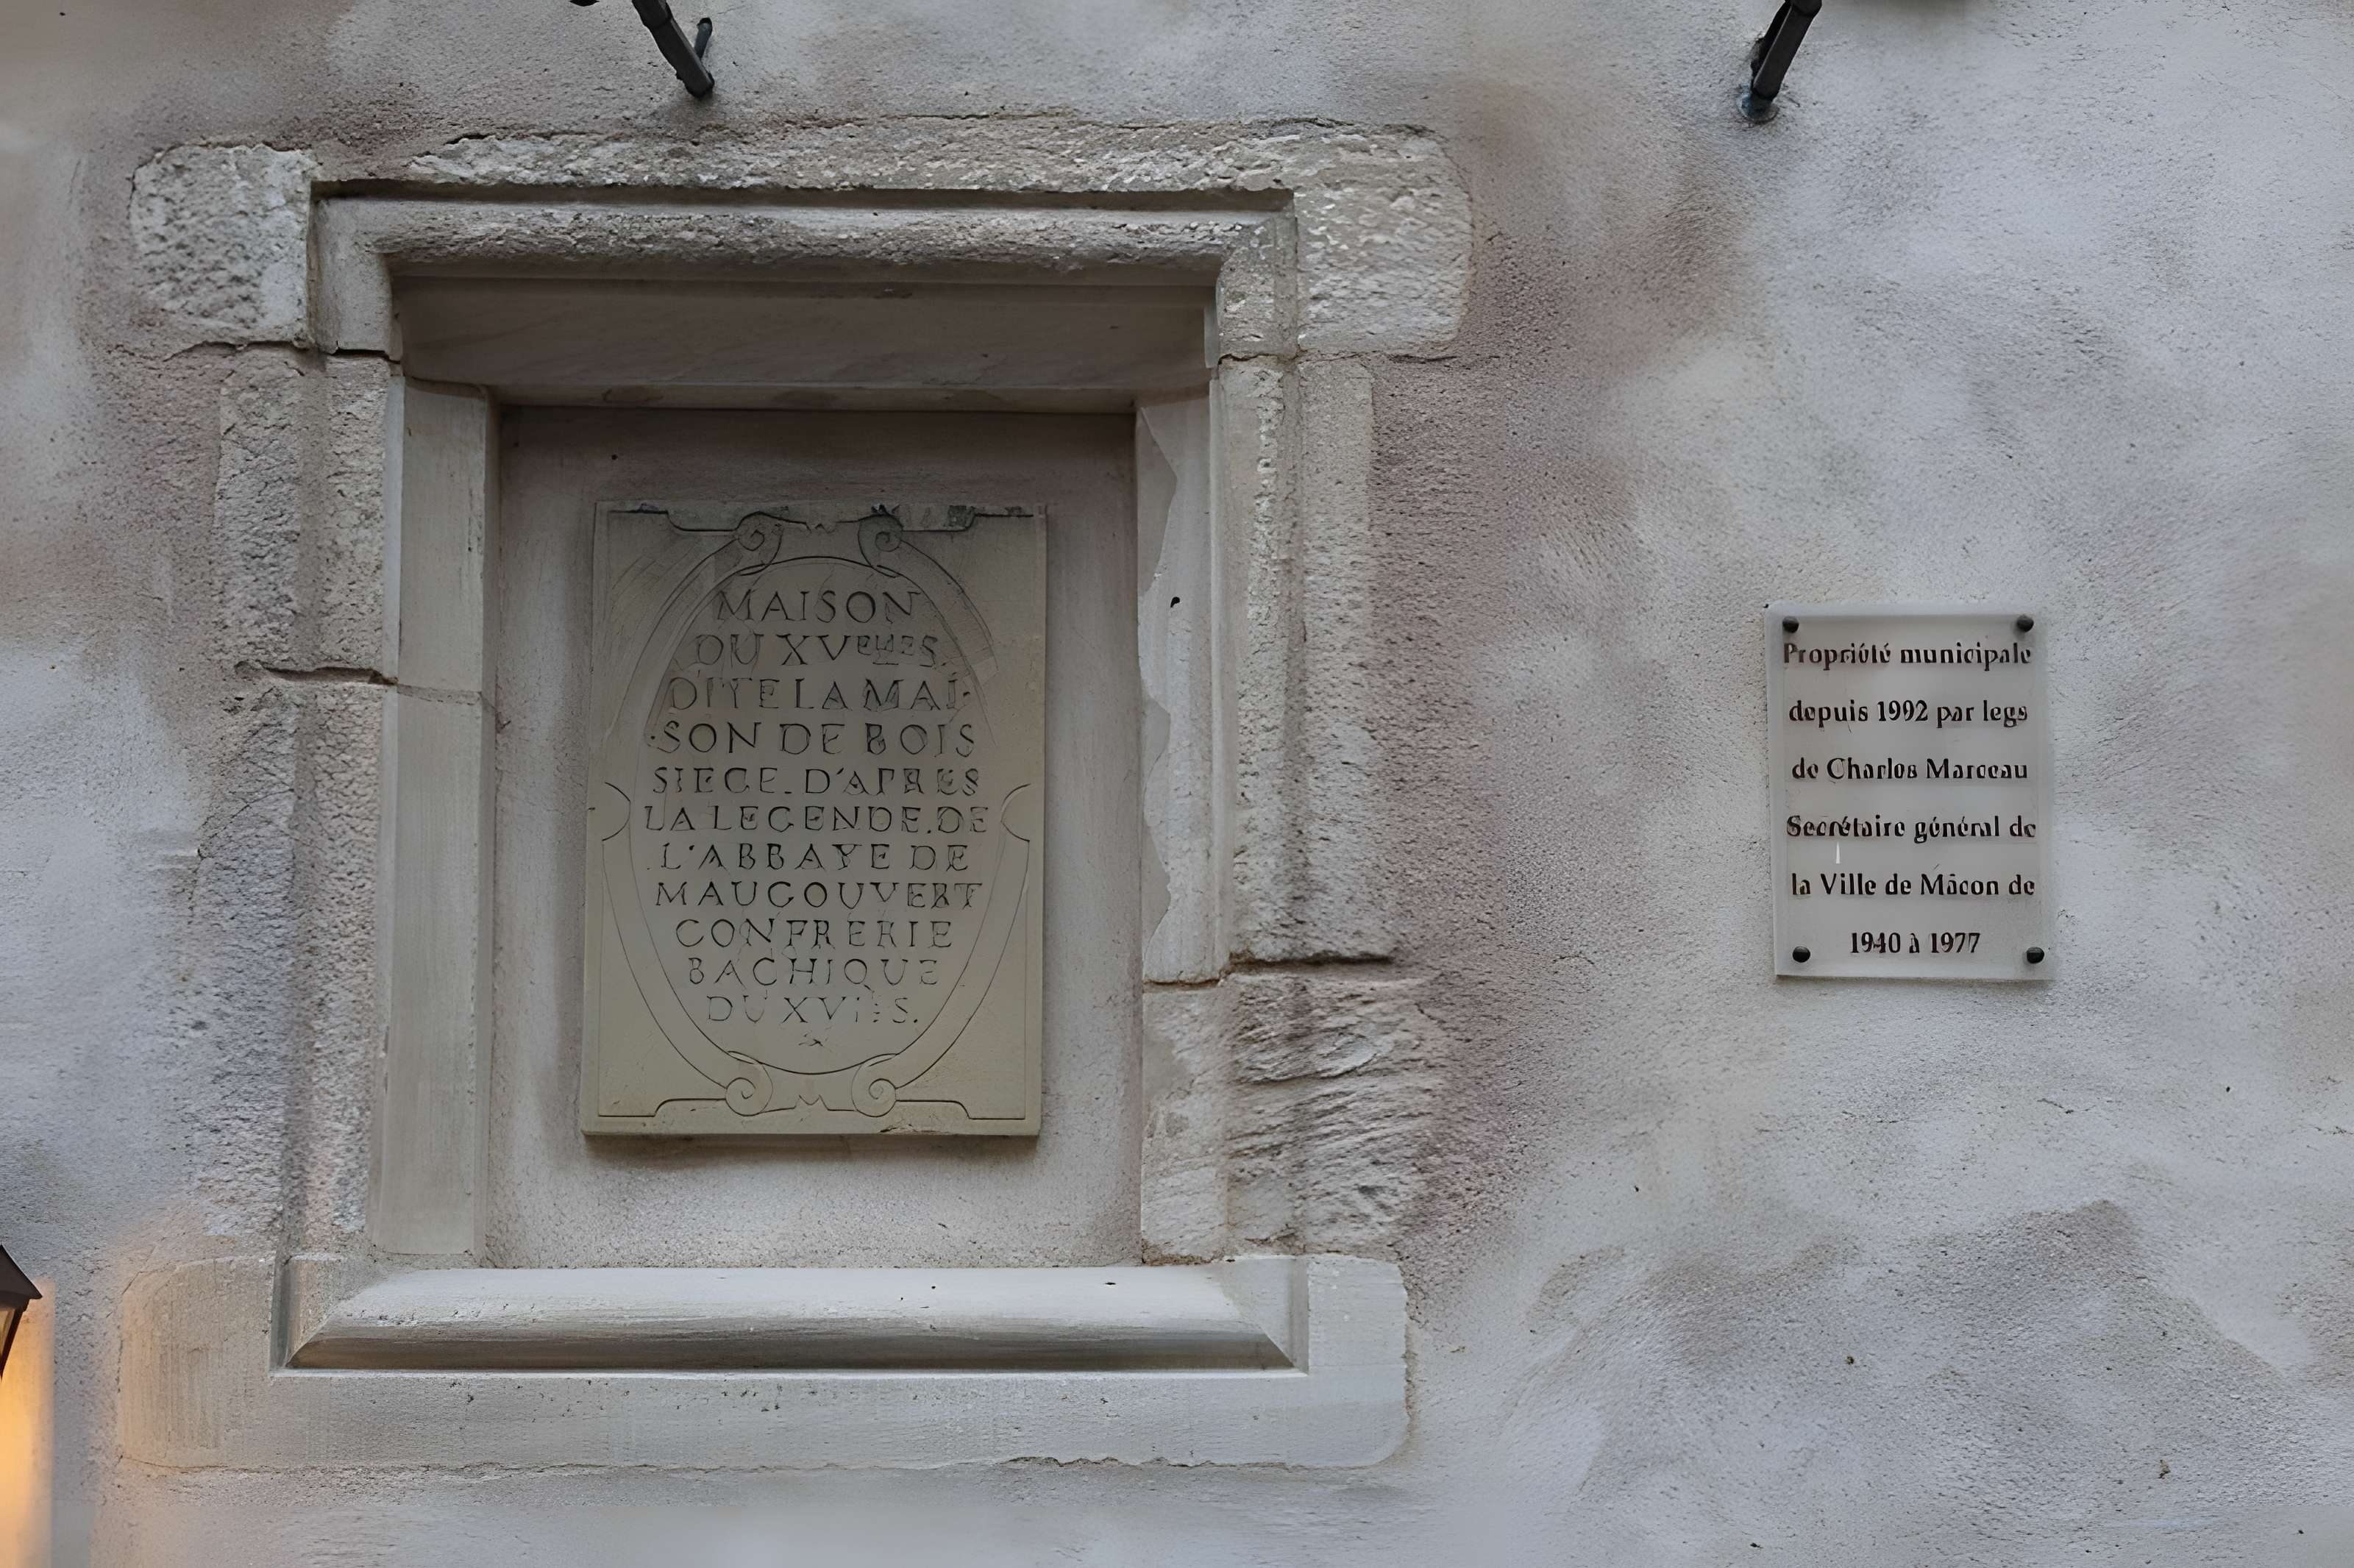 MAISON
DU XVEMES.
DITE LA MAI-
SON DE BOIS
SIEGE. D'APRES
LA LEGENDE. DE
L'ABBAYE DE
MAUGOUVERT
CONFRERIE
BACHIQUE
DU XVIES.
Propriété municipale
depuis 1992 par legs
de Charles Marceau
Secrétaire général de
la Ville de Mâcon de
1940 à 1977